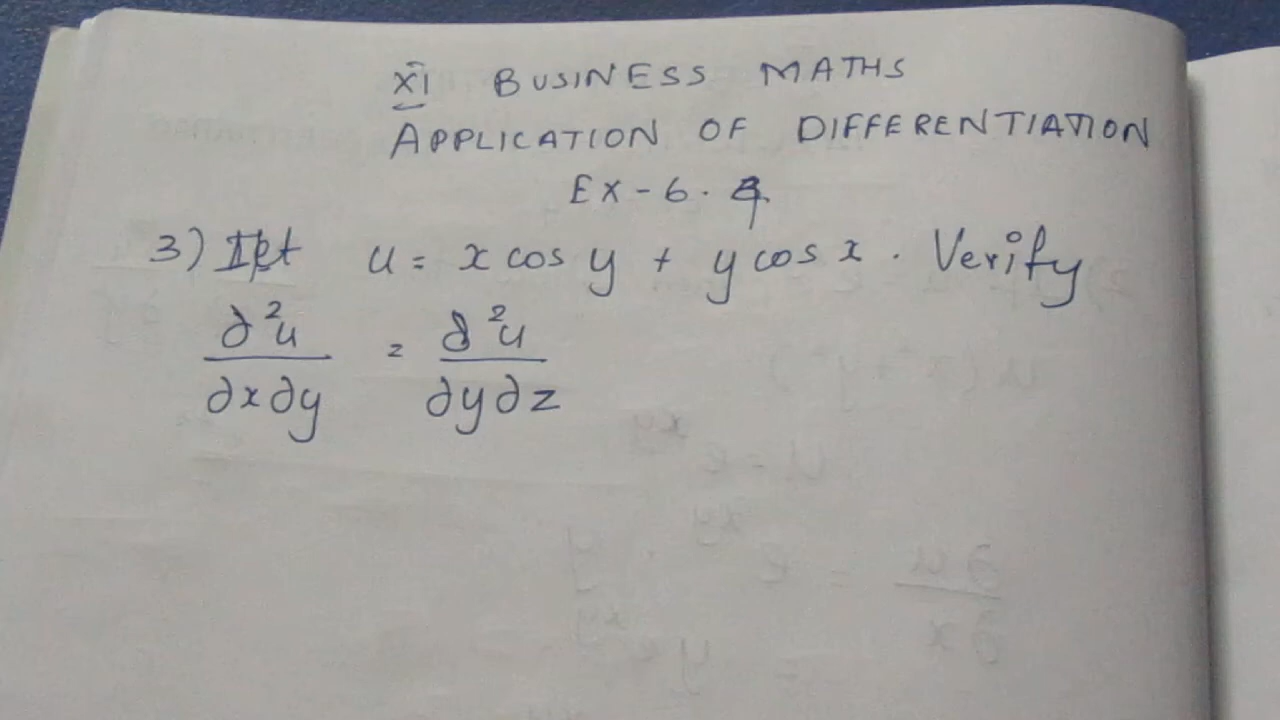 XI BUSINESS MATHS
APPLICATION OF DIFFERENTIATION
EX-6.4
3) Let u = x cos y + y cos x . Verify
∂²u/∂x∂y = ∂²u/∂y∂z